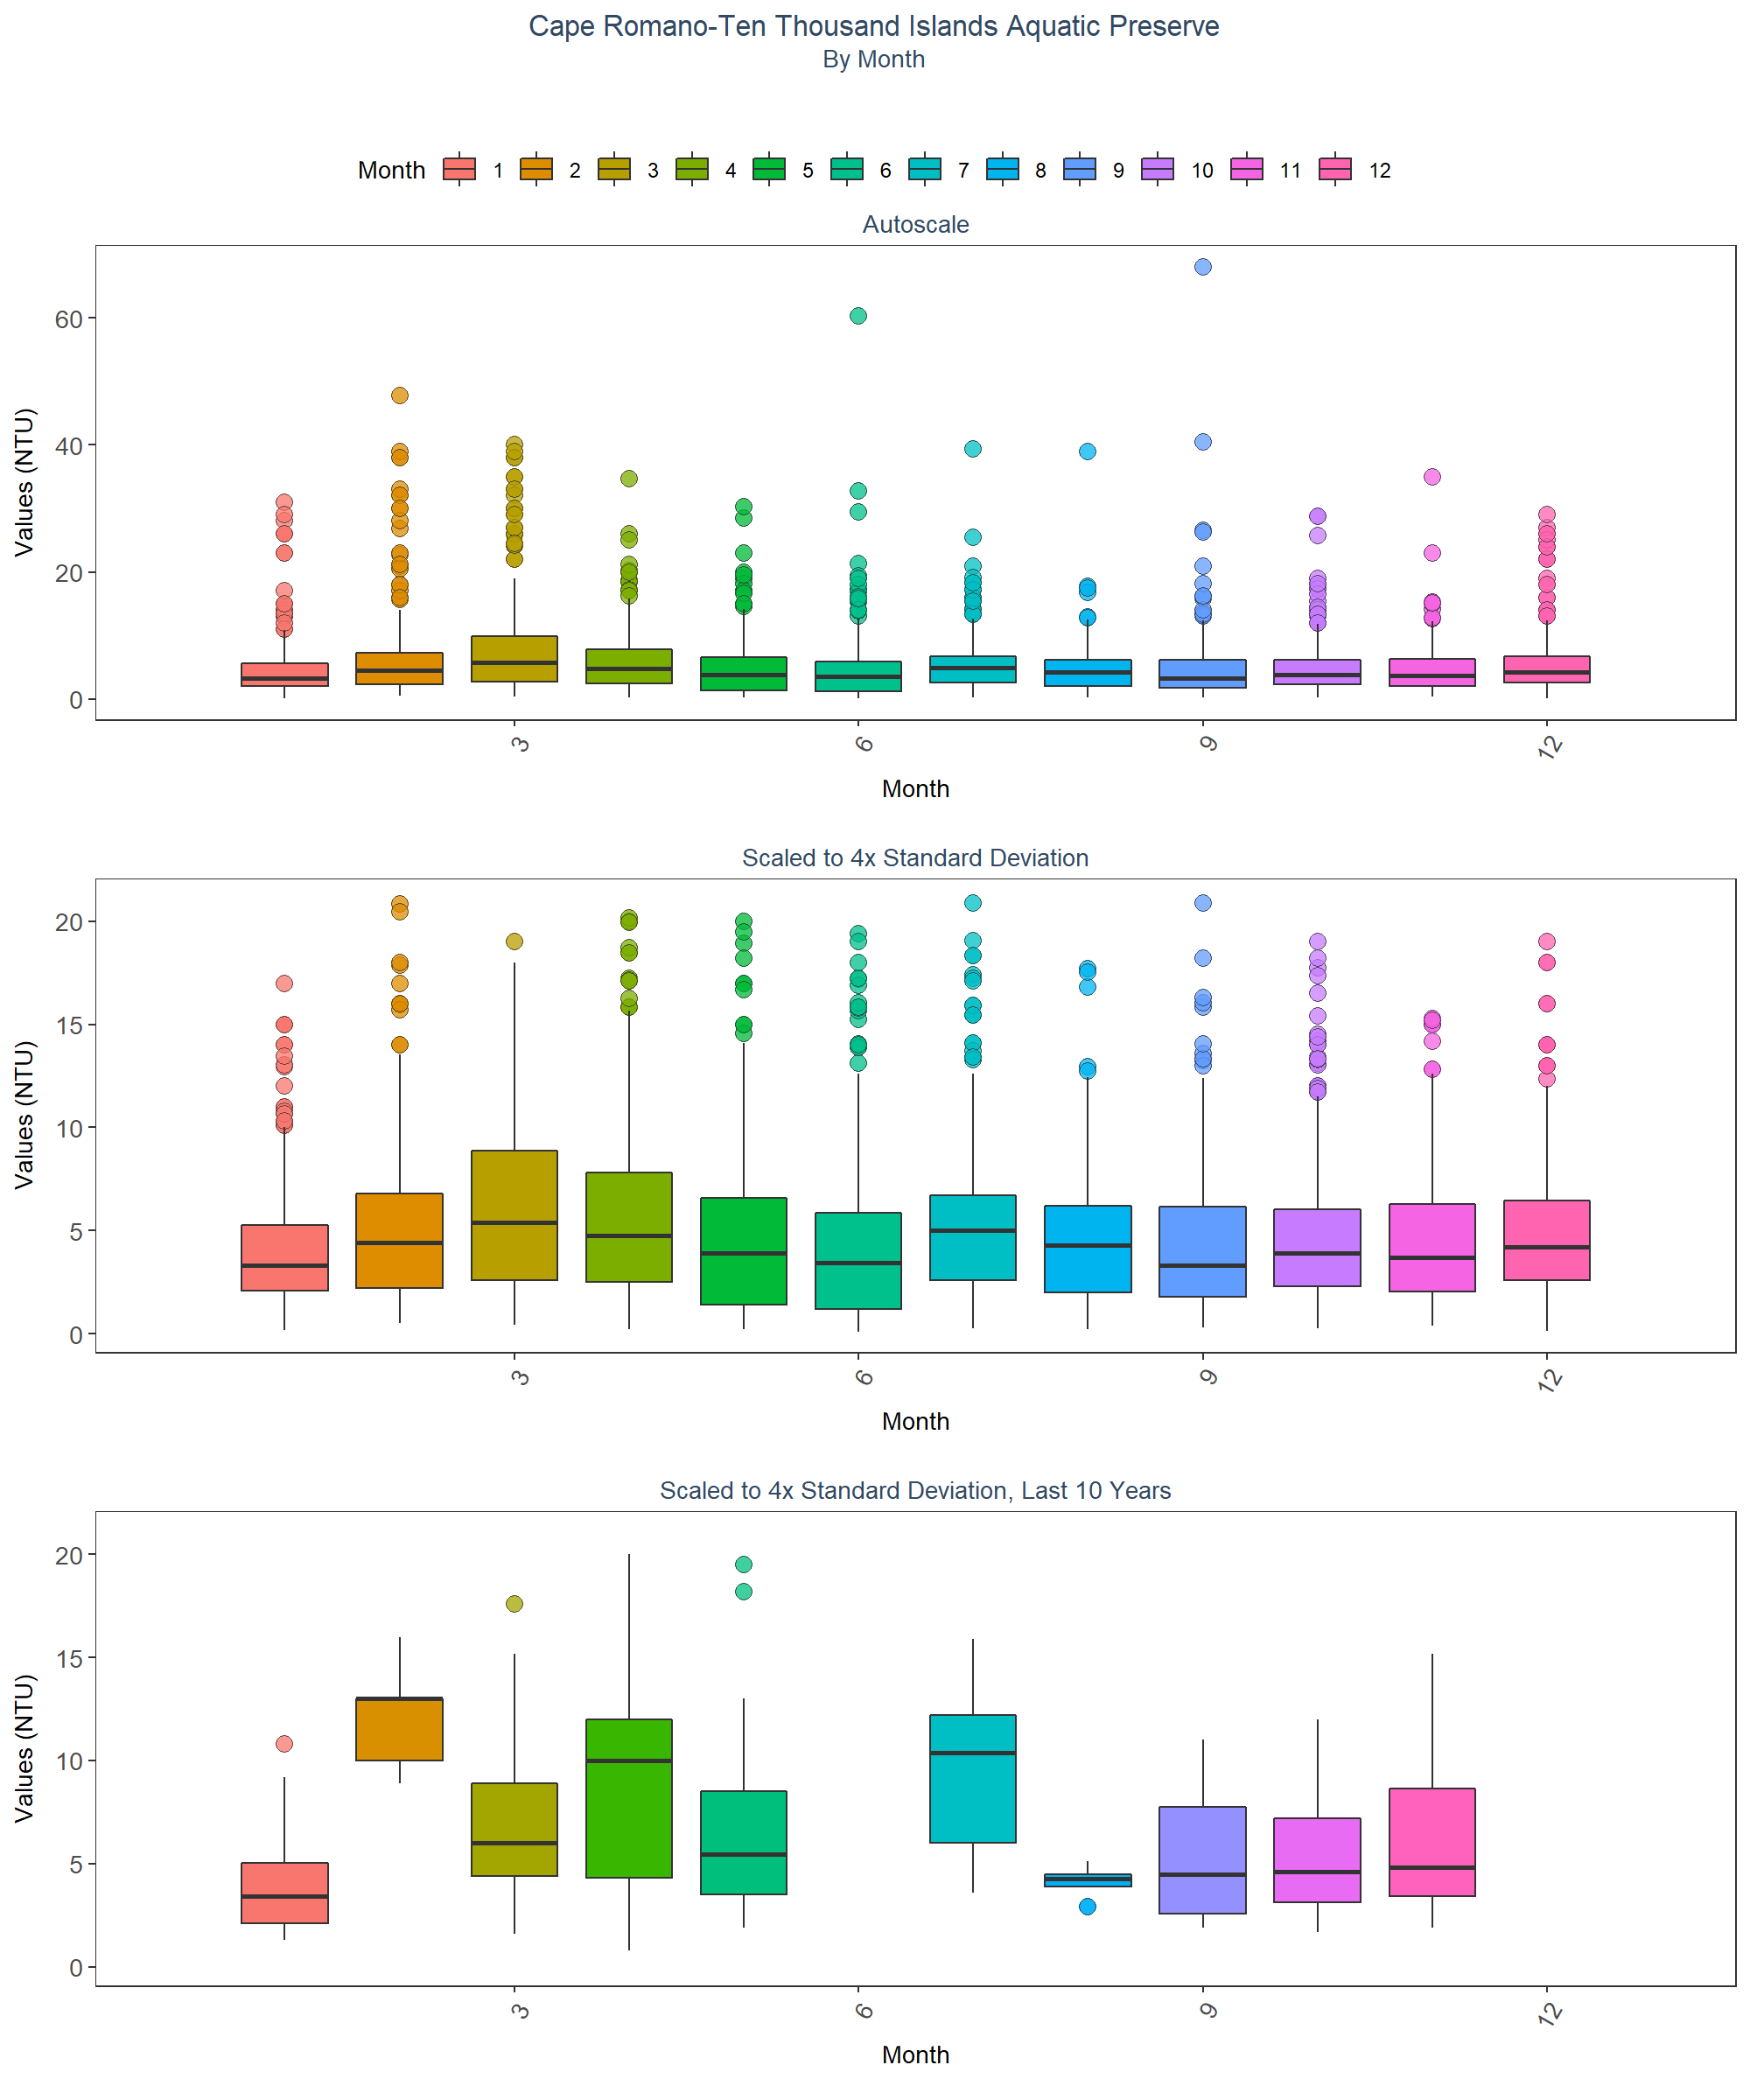 Cape Romano-Ten Thousand Islands Aquatic Preserve
By Month
Month 1 2 3 4 5 6 7 8 9 10 11 12
Autoscale
Values (NTU)
60
40
20
0
3 6 9 12
Month
Scaled to 4x Standard Deviation
Values (NTU)
20
15
10
5
0
3 6 9 12
Month
Scaled to 4x Standard Deviation, Last 10 Years
Values (NTU)
20
15
10
5
0
3 6 9 12
Month